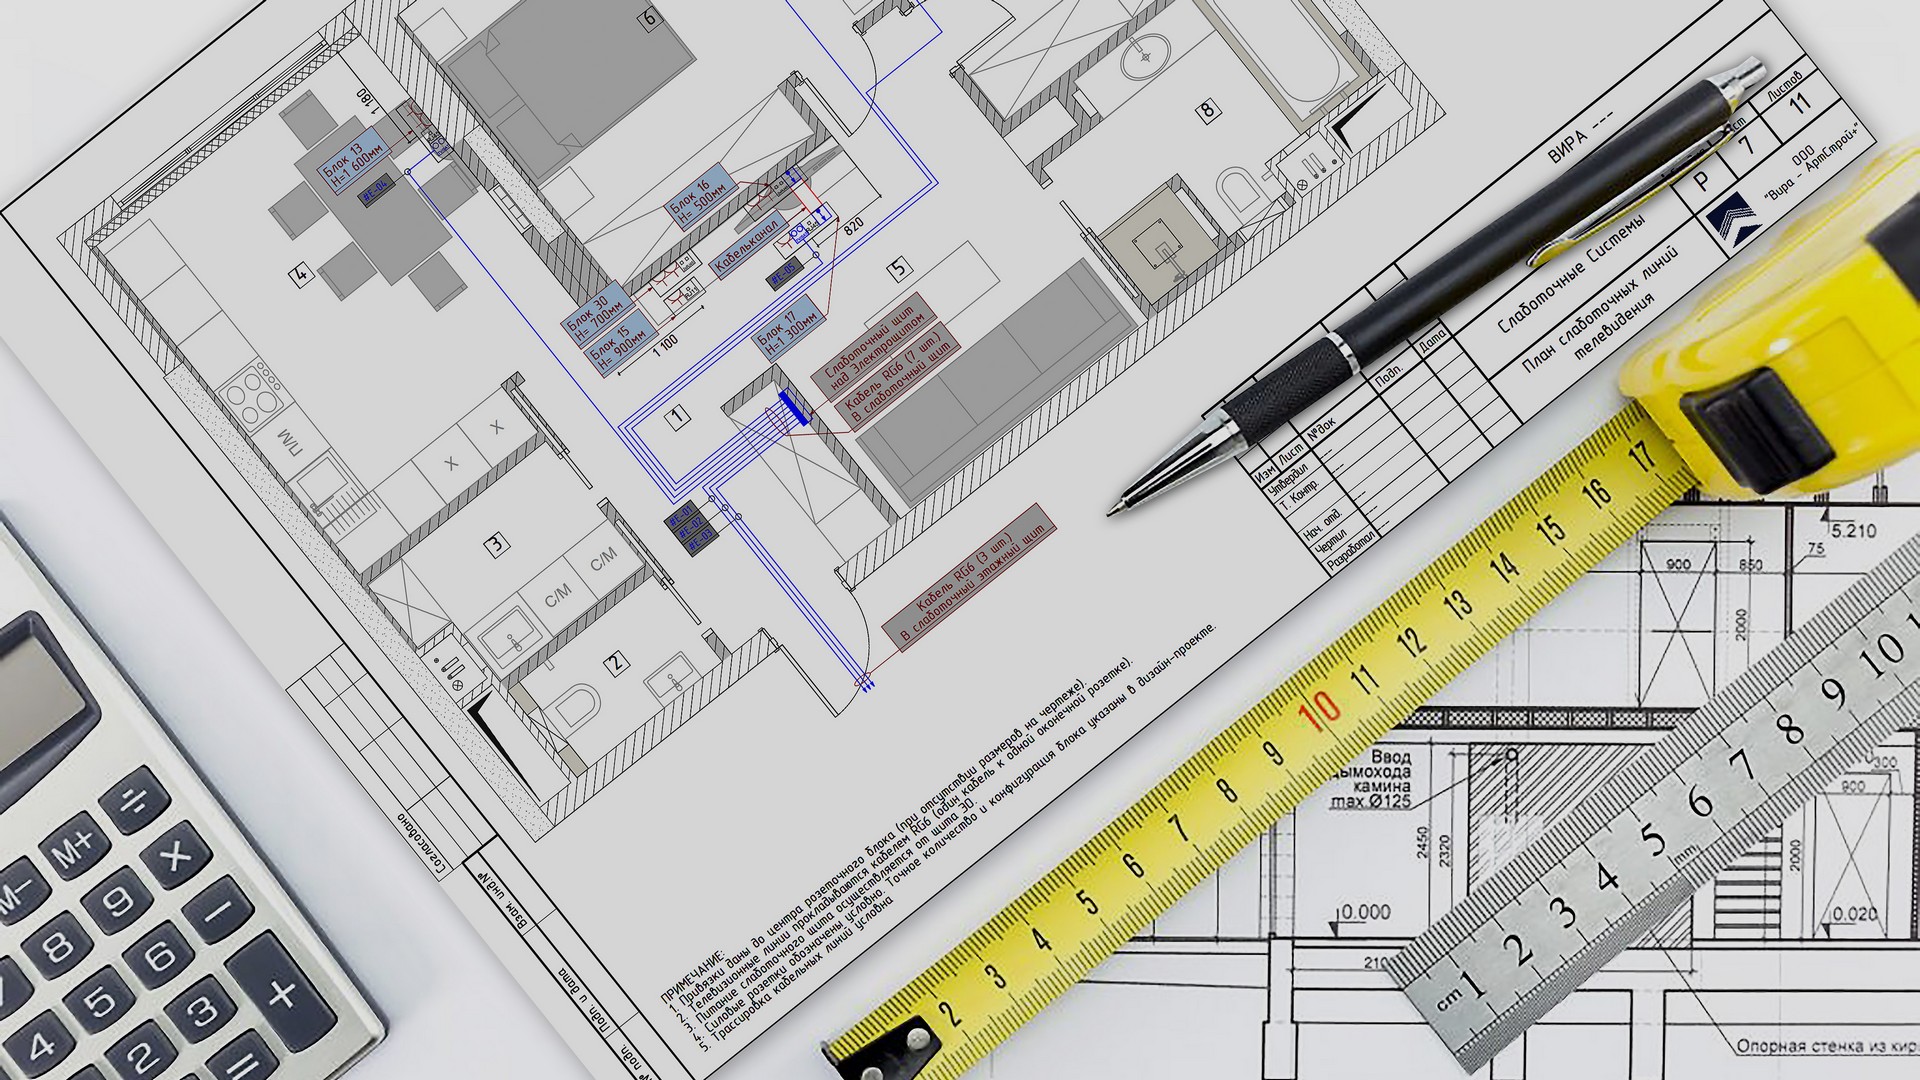 6
1 180
Блок 13
H=1 600мм
#E-04
4
Блок 16
H= 500мм
Кабельканал
820
#E-05
8
5
Блок 30
H= 700мм
Блок 15
H= 900мм
1 100
Блок 17
H=1 300мм
Слаботочный щит
над Электрощитом
Кабель RG6 (7 шт.)
В слаботочный щит
1
П/М
X
X
3
С/М
С/М
2
#E-01
#E-02
#E-03
Кабель RG6 (3 шт.)
В слаботочный этажный щит
ПРИМЕЧАНИЕ:
1. Привязки даны до центра розеточного блока (при отсутствии размеров на чертеже).
2. Телевизионные линии прокладываются кабелем RG6 (один кабель к одной оконечной розетке).
3. Питание слаботочного щита осуществляется от щита ЭО.
4. Силовые розетки обозначены условно. Точное количество и конфигурация блока указаны в дизайн-проекте.
5. Трассировка кабельных линий условна
Согласовано
Взам. инв.№
Подп. и дата
№ подл.
ВИРА ---
Листов
Р
7
11
ООО
"Вира - АртСтрой+"
Слаботочные Системы
План слаботочных линий
телевидения
Изм
Лист
№док
Подп.
Дата
Утвердил
Т. Контр.
Нач. отд.
Чертил
Разработал
2
3
4
5
6
7
8
9
10
11
12
13
14
15
16
17
cm
1
2
3
4
5
mm
6
7
8
9
10
5.210
75
900
850
2000
Ввод
дымохода
камина
max.Ø125
2450
2320
0.000
300
900
2000
0.020
210
Опорная стенка из кир
÷
M+
×
M-
9
-
8
6
+
5
3
4
2
=